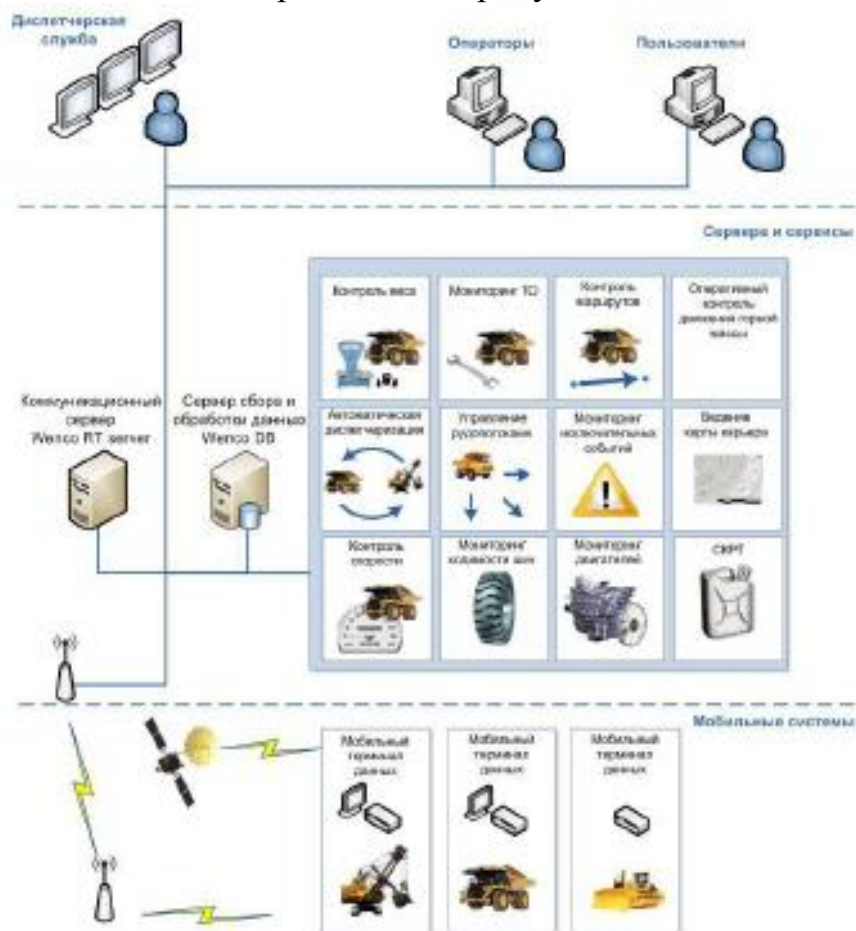 Диспетчерская
служба
Операторы
Пользователи
Сервера и сервисы
Контроль веса
Мониторинг ТО
Контроль
маршрутов
Оперативный
контроль
движения горной
массы
Коммуникационный
сервер
Wenco RT server
Сервер сбора и
обработки данных
Wenco DB
Автоматическая
диспетчеризация
Управление
рудопотоками
Мониторинг
исключительных
событий
Ведение
карты карьера
Контроль
скорости
Мониторинг
ходимости шин
Мониторинг
двигателей
СКРТ
Мобильные системы
Мобильный
терминал
данных
Мобильный
терминал
данных
Мобильный
терминал
данных